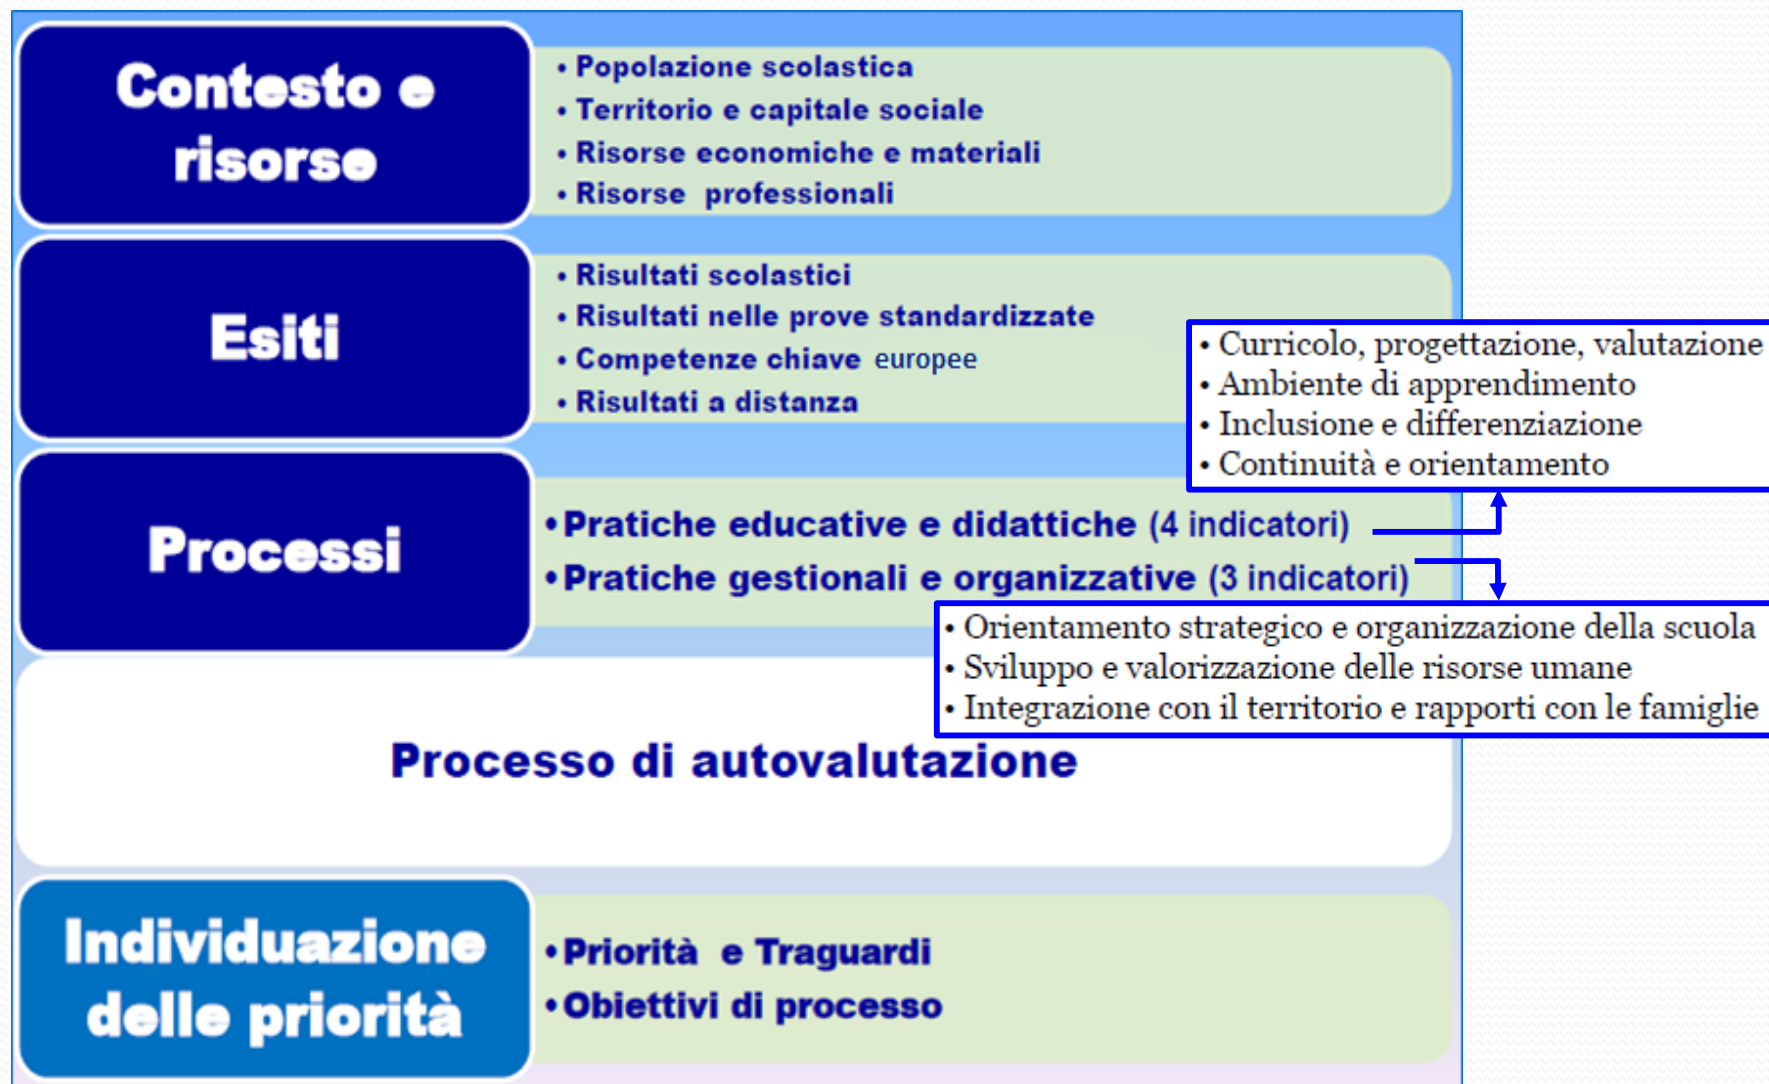 Contesto e
risorse
• Popolazione scolastica
• Territorio e capitale sociale
• Risorse economiche e materiali
• Risorse professionali
Esiti
• Risultati scolastici
• Risultati nelle prove standardizzate
• Competenze chiave europee
• Risultati a distanza
• Curricolo, progettazione, valutazione
• Ambiente di apprendimento
• Inclusione e differenziazione
• Continuità e orientamento
Processi
• Pratiche educative e didattiche (4 indicatori)
• Pratiche gestionali e organizzative (3 indicatori)
• Orientamento strategico e organizzazione della scuola
• Sviluppo e valorizzazione delle risorse umane
• Integrazione con il territorio e rapporti con le famiglie
Processo di autovalutazione
Individuazione
delle priorità
• Priorità e Traguardi
• Obiettivi di processo